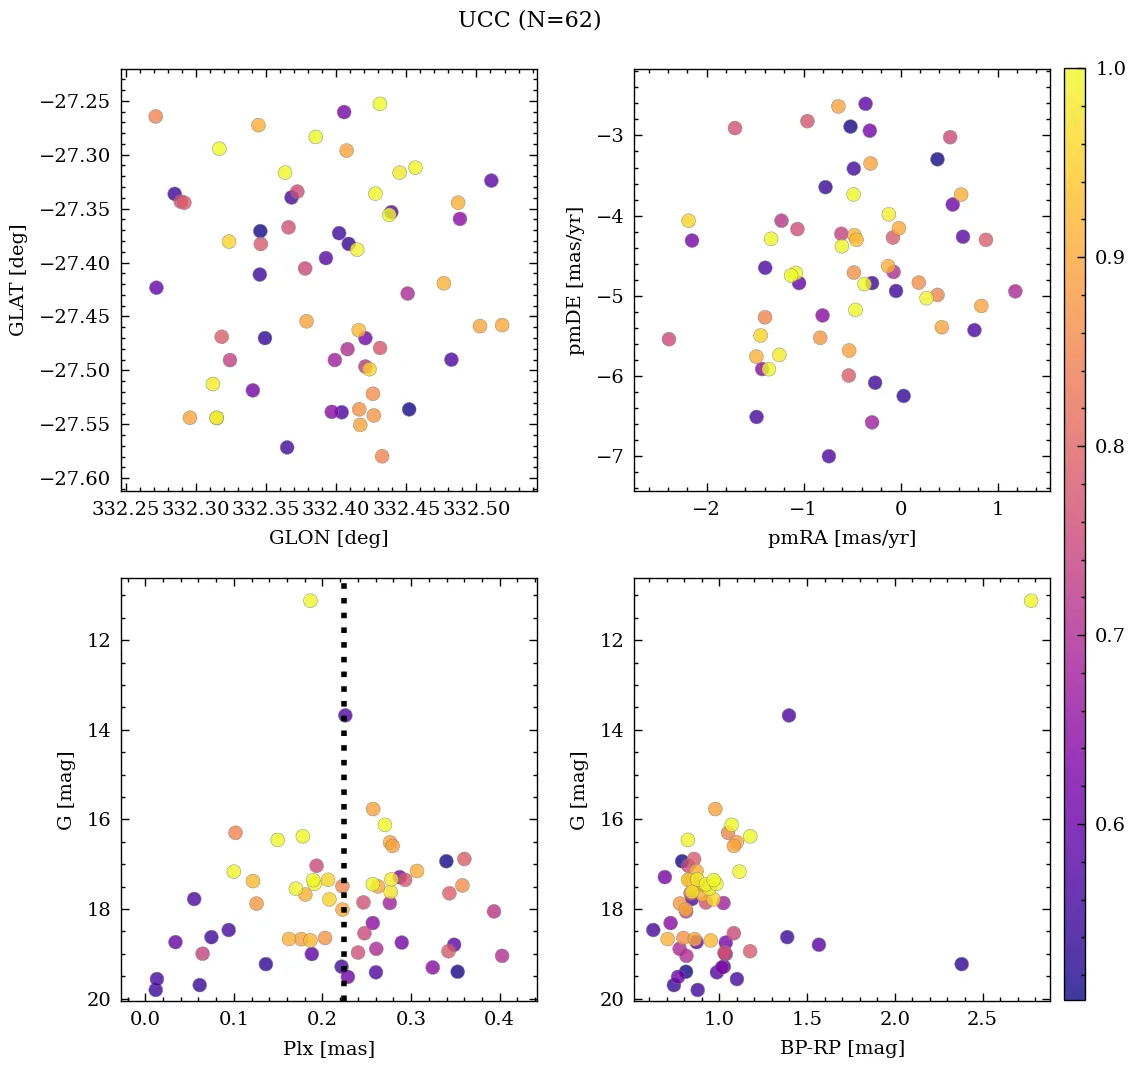 UCC (N=62)
−27.25
−27.30
−27.35
−27.40
−27.45
−27.50
−27.55
−27.60
GLAT [deg]
332.25 332.30 332.35 332.40 332.45 332.50
GLON [deg]
−3
−4
−5
−6
−7
pmDE [mas/yr]
−2 −1 0 1
pmRA [mas/yr]
12
14
16
18
20
G [mag]
0.0 0.1 0.2 0.3 0.4
Plx [mas]
12
14
16
18
20
G [mag]
1.0 1.5 2.0 2.5
BP-RP [mag]
1.0
0.9
0.8
0.7
0.6